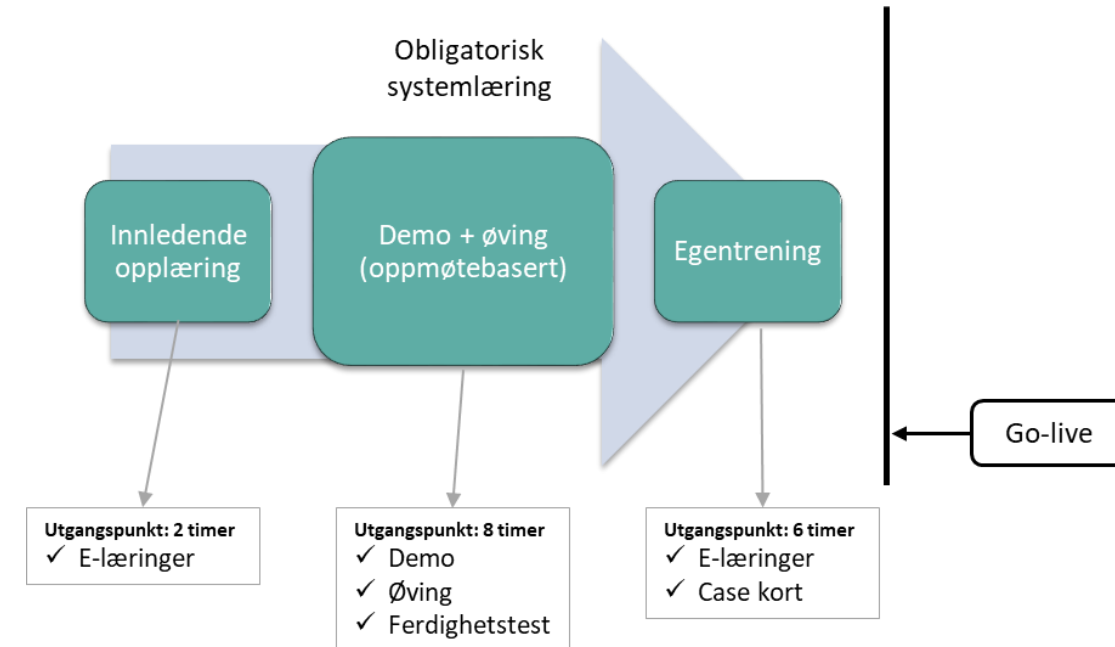 Obligatorisk
systemlæring
Innledende
opplæring
Demo + øving
(oppmøtebasert)
Egentrening
Go-live
Utgangspunkt: 2 timer
✓ E-læringer
Utgangspunkt: 8 timer
✓ Demo
✓ Øving
✓ Ferdighetstest
Utgangspunkt: 6 timer
✓ E-læringer
✓ Case kort